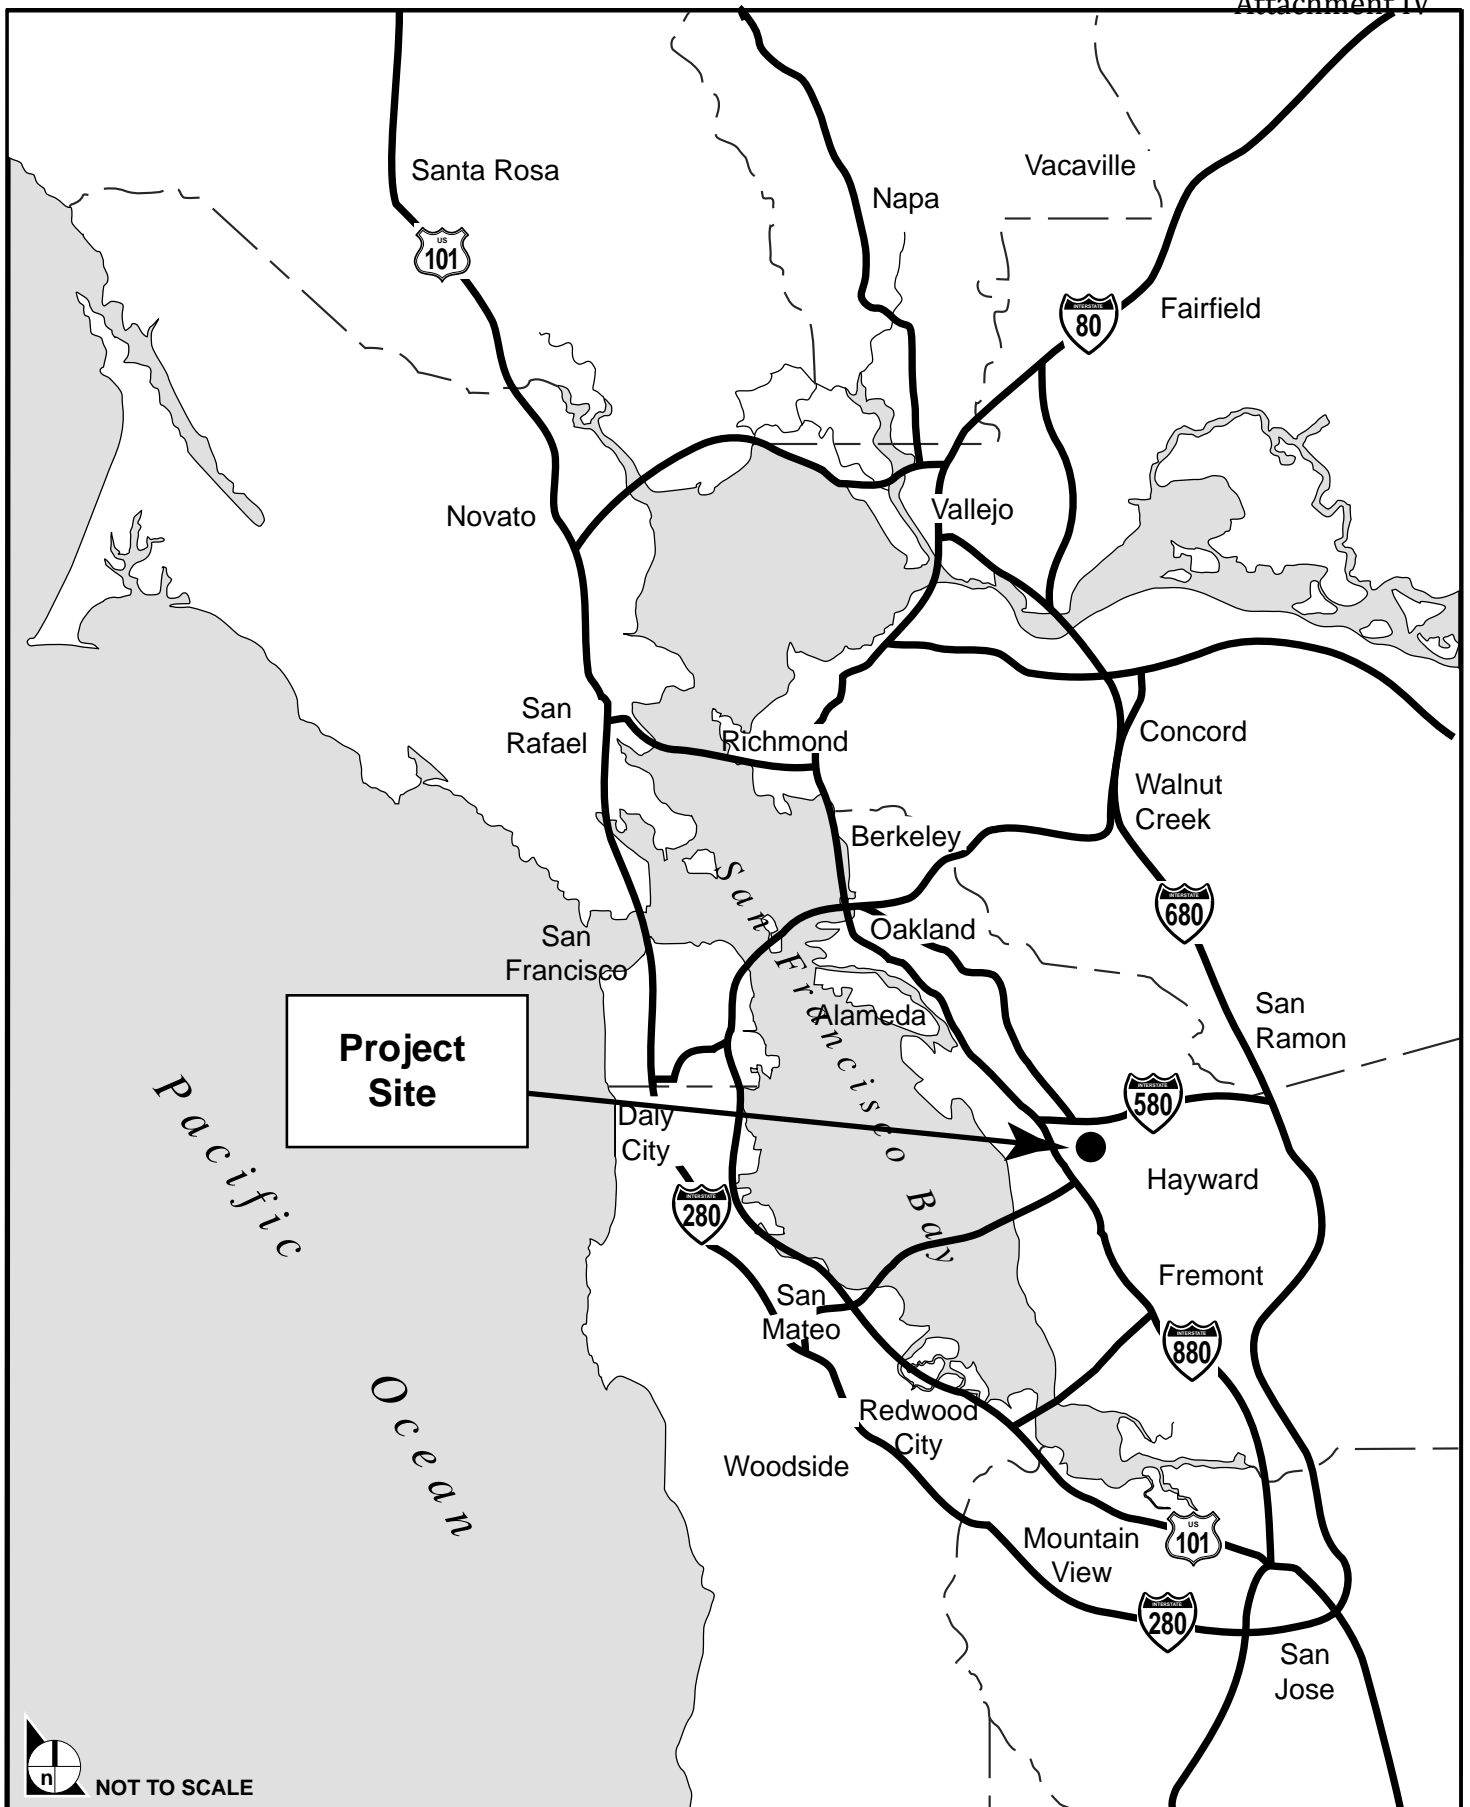 Attachment IV
Santa Rosa
Vacaville
Napa
US
101
INTERSTATE
80
Fairfield
Novato
Vallejo
San
Rafael
Richmond
Concord
Walnut
Creek
Berkeley
INTERSTATE
680
San
Francisco
Oakland
San Francisco Bay
Alameda
San
Ramon
Project
Site
INTERSTATE
580
Daly
City
Hayward
INTERSTATE
280
Pacific
Ocean
Fremont
San
Mateo
INTERSTATE
880
Redwood
City
Woodside
US
101
Mountain
View
INTERSTATE
280
San
Jose
n
NOT TO SCALE